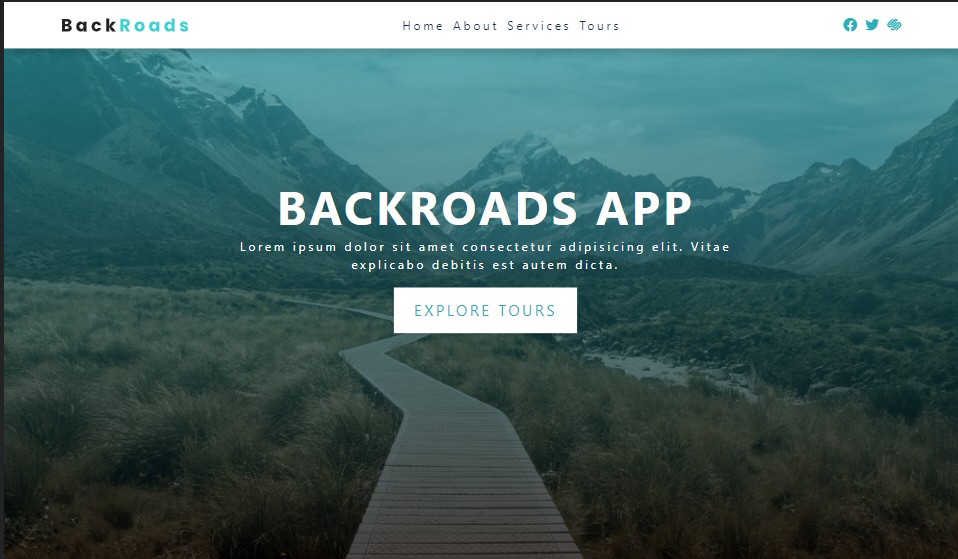 BackRoads
Home About Services Tours
BACKROADS APP
Lorem ipsum dolor sit amet consectetur adipisicing elit. Vitae
explicabo debitis est autem dicta.
EXPLORE TOURS